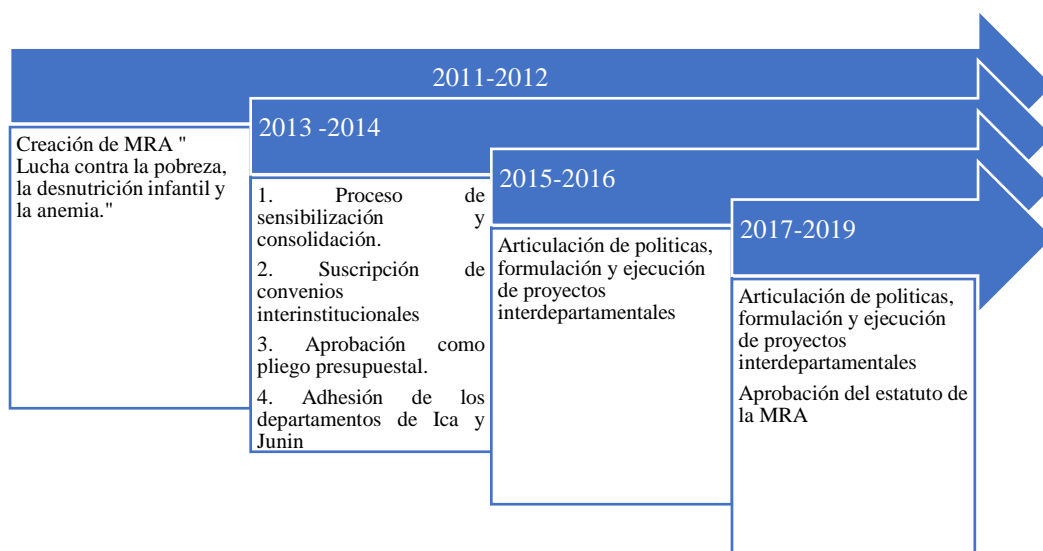 2011-2012
Creación de MRA "
Lucha contra la pobreza,
la desnutrición infantil y
la anemia."
2013 -2014
1. Proceso de
sensibilización y
consolidación.
2. Suscripción de
convenios
interinstitucionales
3. Aprobación como
pliego presupuestal.
4. Adhesión de los
departamentos de Ica y
Junin
2015-2016
Articulación de politicas,
formulación y ejecución
de proyectos
interdepartamentales
2017-2019
Articulación de politicas,
formulación y ejecución
de proyectos
interdepartamentales
Aprobación del estatuto de
la MRA